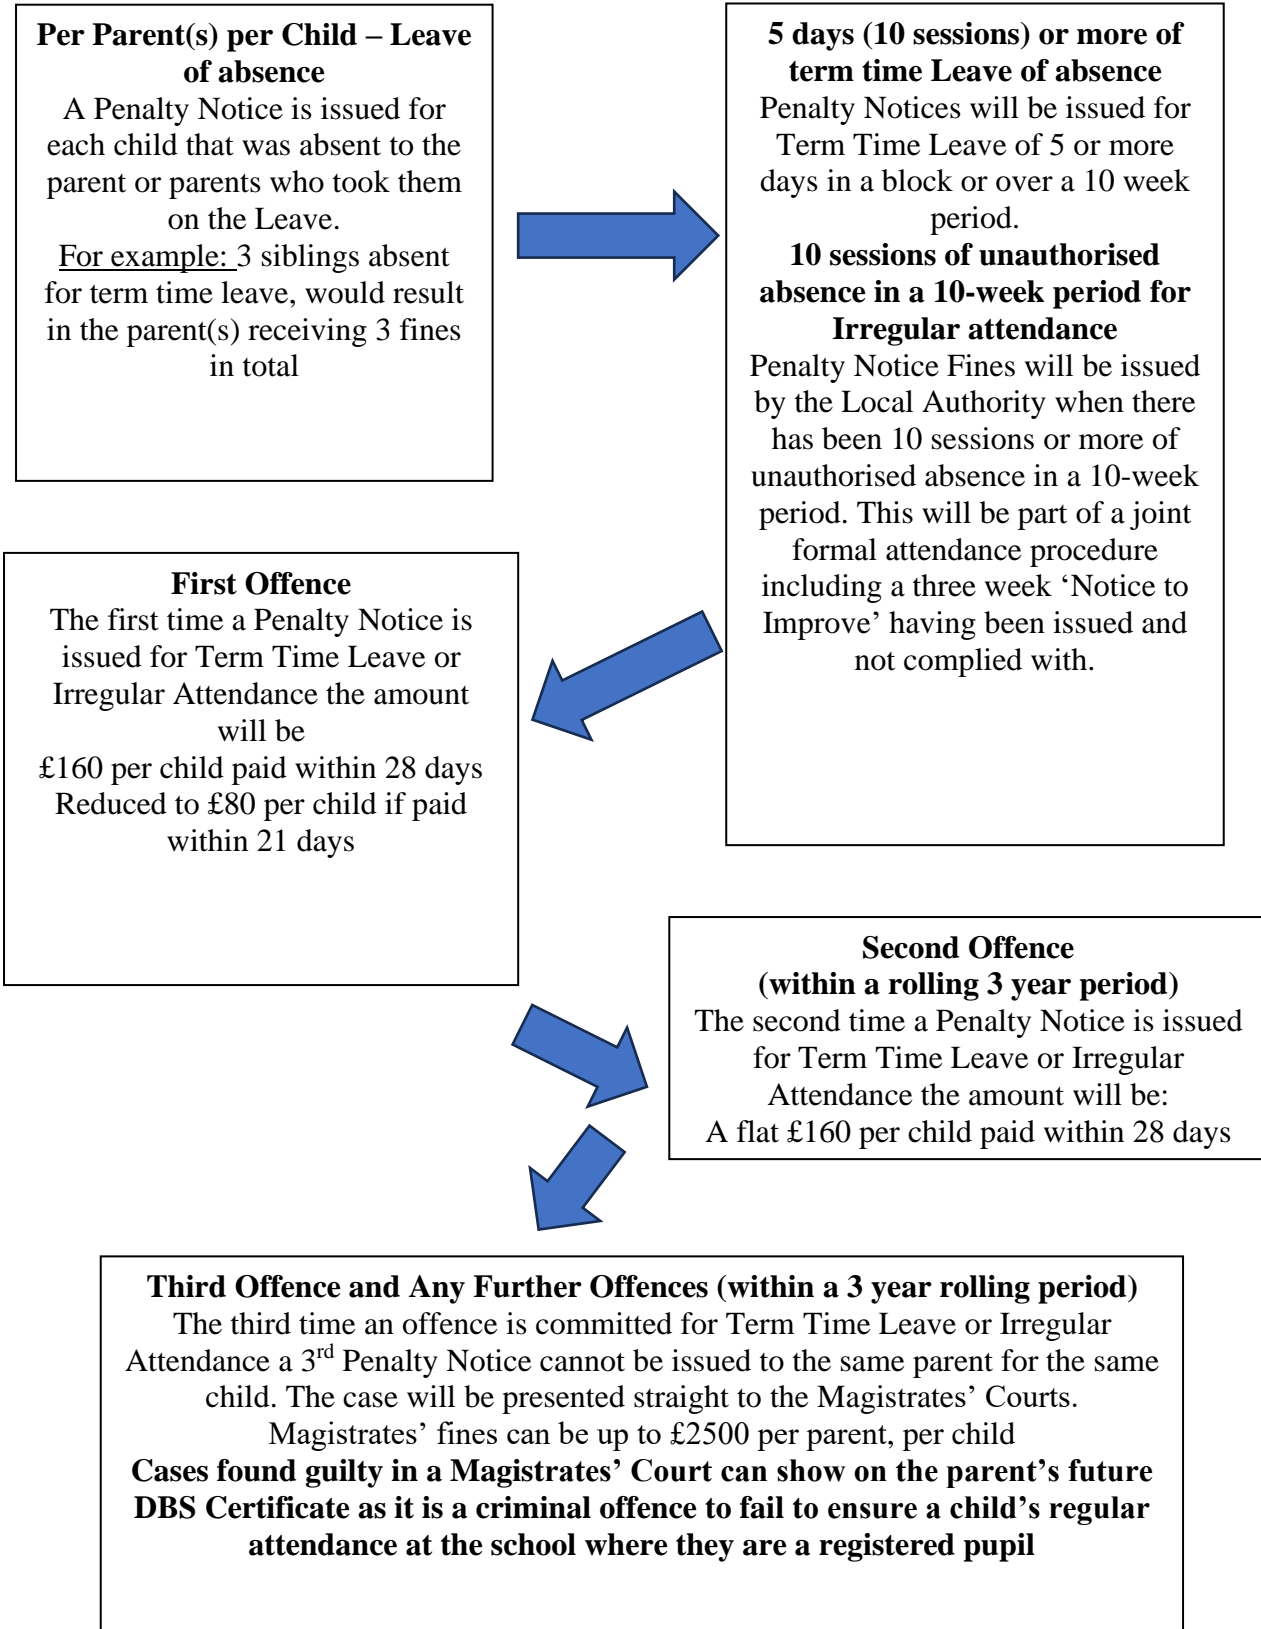 Per Parent(s) per Child – Leave
of absence
A Penalty Notice is issued for
each child that was absent to the
parent or parents who took them
on the Leave.
For example: 3 siblings absent
for term time leave, would result
in the parent(s) receiving 3 fines
in total
5 days (10 sessions) or more of
term time Leave of absence
Penalty Notices will be issued for
Term Time Leave of 5 or more
days in a block or over a 10 week
period.
10 sessions of unauthorised
absence in a 10-week period for
Irregular attendance
Penalty Notice Fines will be issued
by the Local Authority when there
has been 10 sessions or more of
unauthorised absence in a 10-week
period. This will be part of a joint
formal attendance procedure
including a three week ‘Notice to
Improve’ having been issued and
not complied with.
First Offence
The first time a Penalty Notice is
issued for Term Time Leave or
Irregular Attendance the amount
will be
£160 per child paid within 28 days
Reduced to £80 per child if paid
within 21 days
Second Offence
(within a rolling 3 year period)
The second time a Penalty Notice is issued
for Term Time Leave or Irregular
Attendance the amount will be:
A flat £160 per child paid within 28 days
Third Offence and Any Further Offences (within a 3 year rolling period)
The third time an offence is committed for Term Time Leave or Irregular
Attendance a 3rd Penalty Notice cannot be issued to the same parent for the same
child. The case will be presented straight to the Magistrates’ Courts.
Magistrates’ fines can be up to £2500 per parent, per child
Cases found guilty in a Magistrates’ Court can show on the parent’s future
DBS Certificate as it is a criminal offence to fail to ensure a child’s regular
attendance at the school where they are a registered pupil